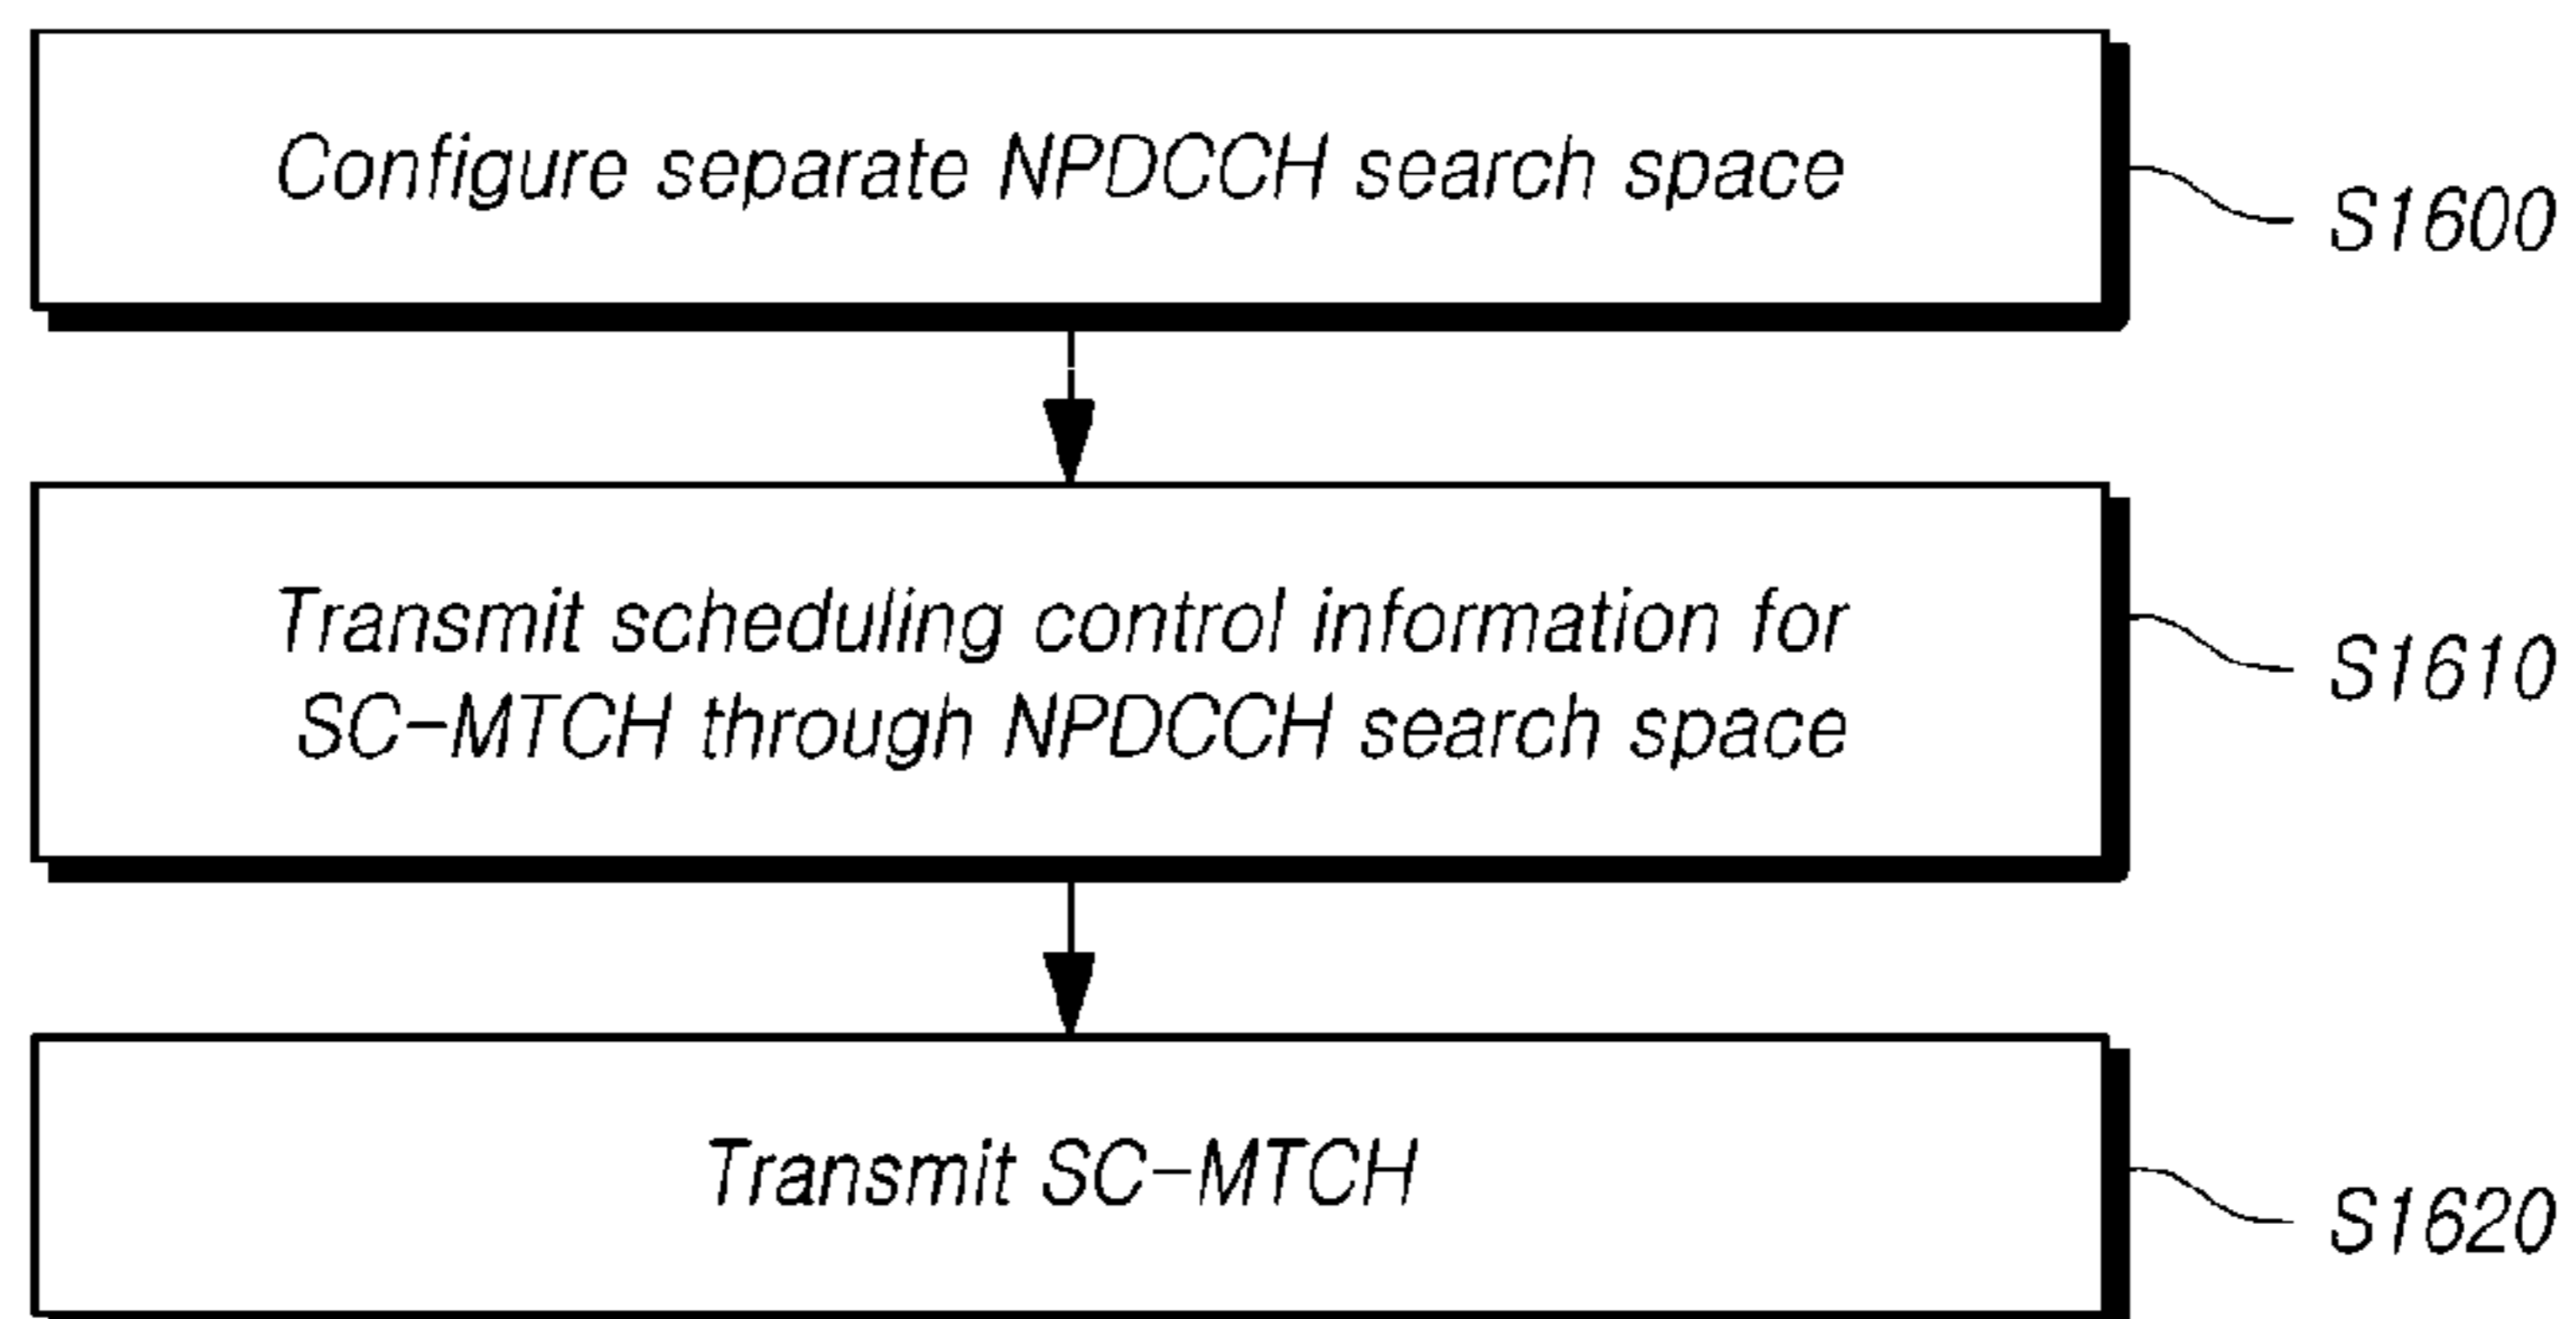 Configure separate NPDCCH search space
S1600
Transmit scheduling control information for
SC-MTCH through NPDCCH search space
S1610
Transmit SC-MTCH
S1620